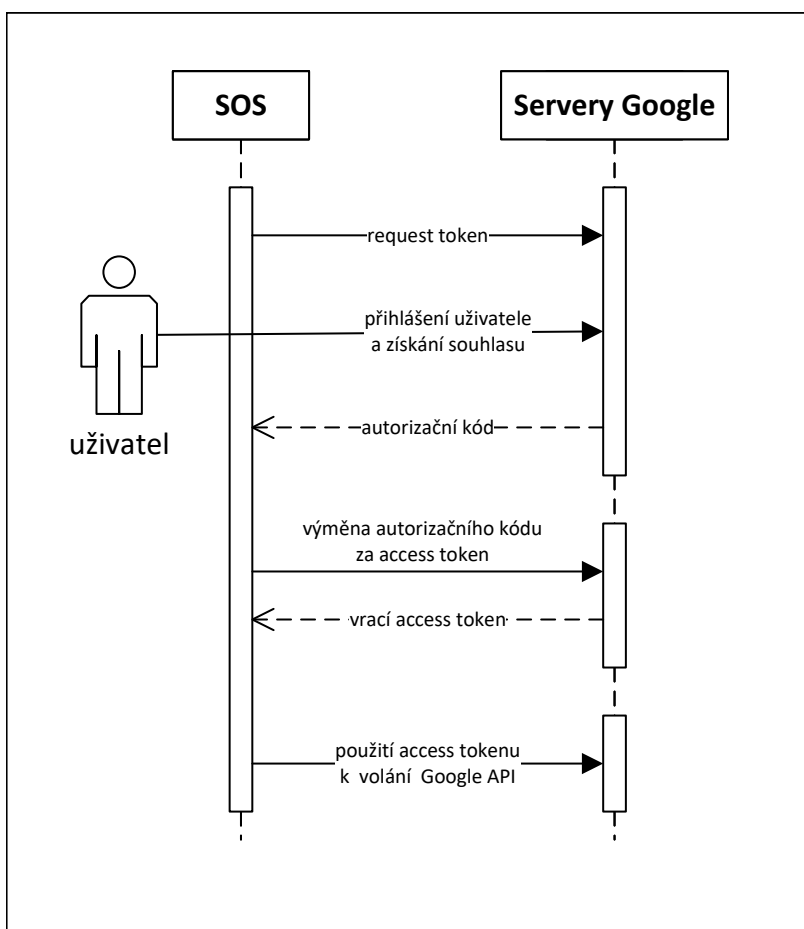 SOS
Servery Google
request token
přihlášení uživatele
a získání souhlasu
autorizační kód
uživatel
výměna autorizačního kódu
za access token
vrací access token
použití access tokenu
k volání Google API